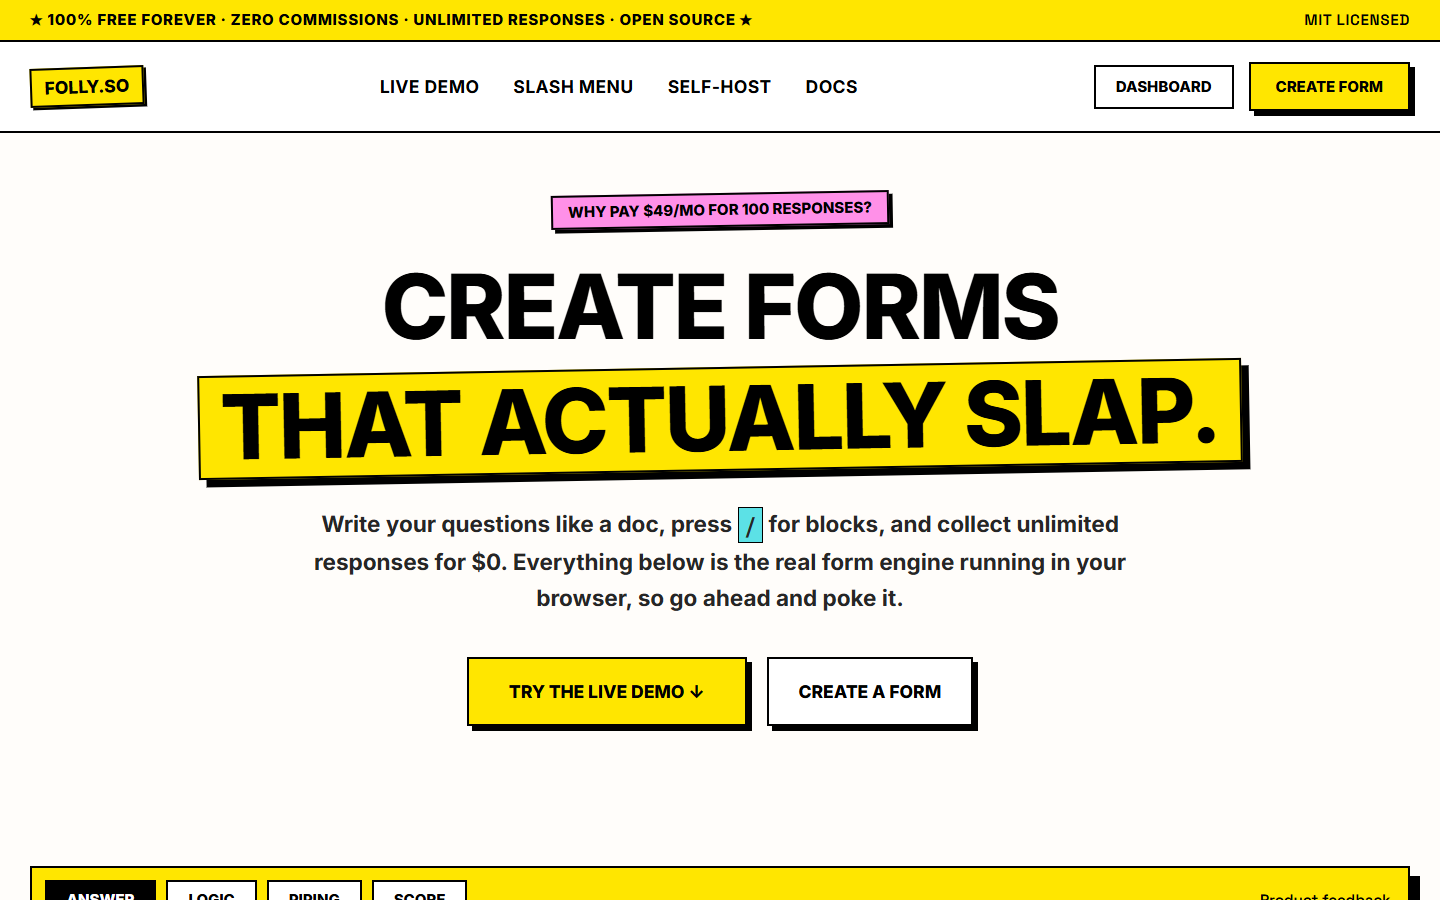 ★ 100% FREE FOREVER · ZERO COMMISSIONS · UNLIMITED RESPONSES · OPEN SOURCE ★
MIT LICENSED
FOLLY.SO
LIVE DEMO
SLASH MENU
SELF-HOST
DOCS
DASHBOARD
CREATE FORM
WHY PAY $49/MO FOR 100 RESPONSES?
CREATE FORMS
THAT ACTUALLY SLAP.
Write your questions like a doc, press / for blocks, and collect unlimited
responses for $0. Everything below is the real form engine running in your
browser, so go ahead and poke it.
TRY THE LIVE DEMO ↓
CREATE A FORM
ANSWER
LOGIC
PIPING
SCORE
Product feedback